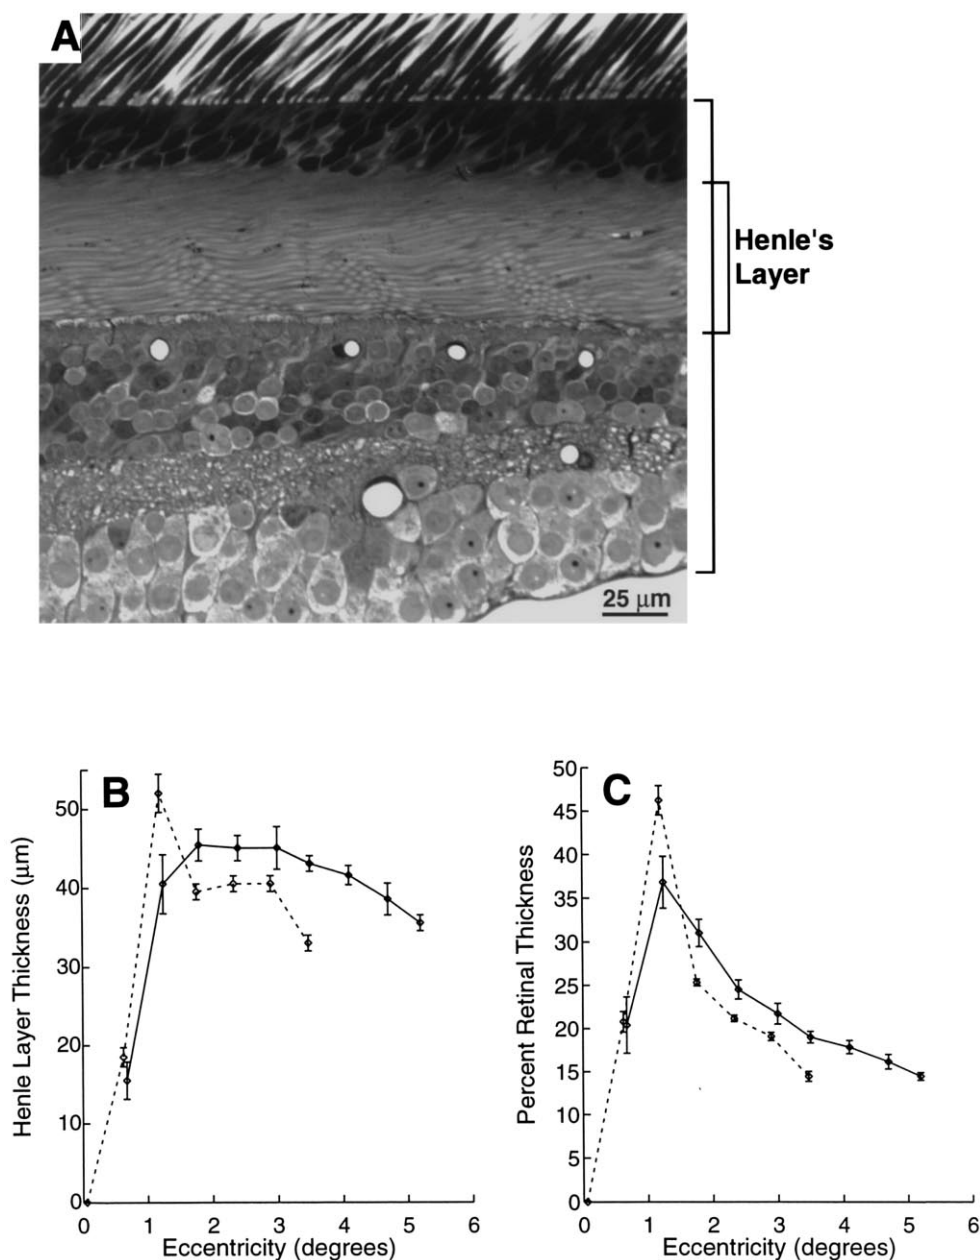 A
Henle's
Layer
25 μm
B
Henle Layer Thickness (μm)
50
40
30
20
10
0
0 1 2 3 4 5 6
Eccentricity (degrees)
C
Percent Retinal Thickness
50
45
40
35
30
25
20
15
10
5
0
0 1 2 3 4 5 6
Eccentricity (degrees)